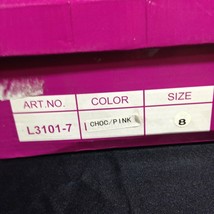 ART.NO. COLOR SIZE
L3101-7 CHOC/PINK 8